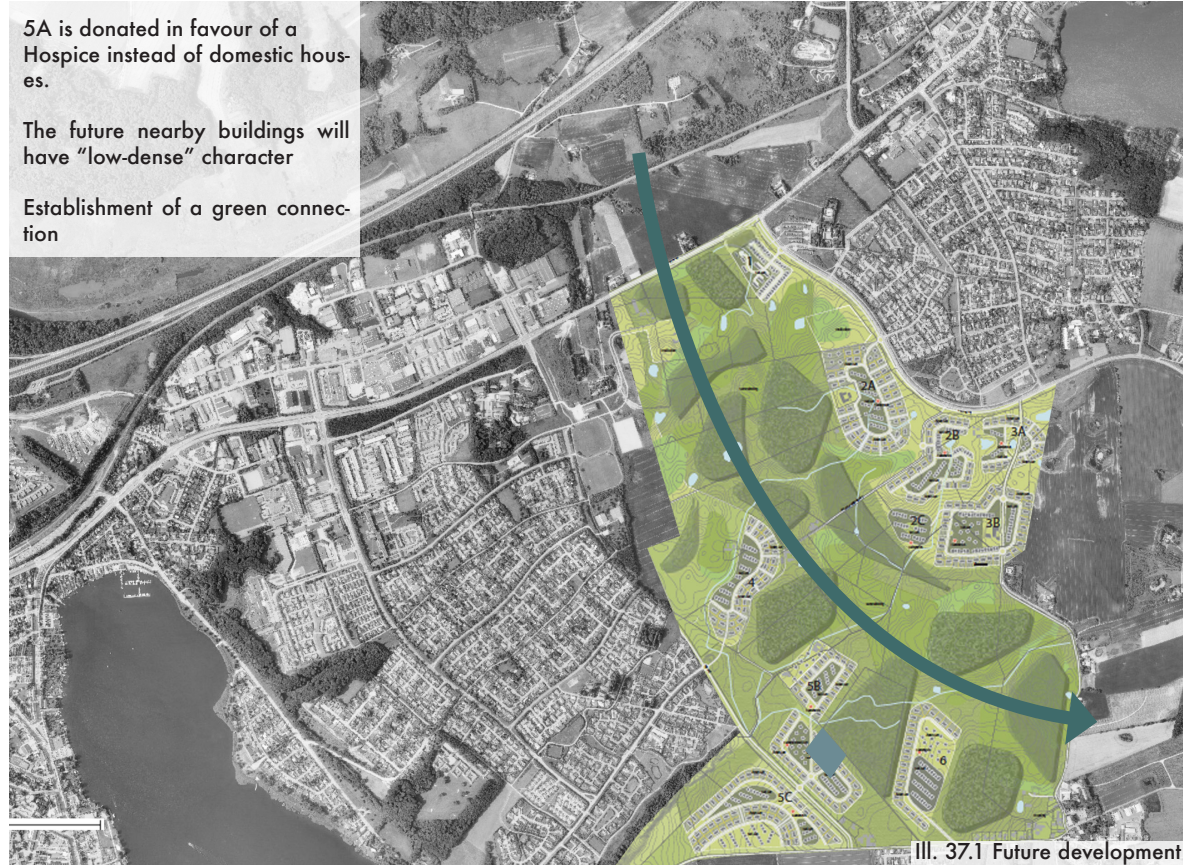 5A is donated in favour of a
Hospice instead of domestic hous-
es.
The future nearby buildings will
have “low-dense” character
Establishment of a green connec-
tion
1
2A
2B
3A
2C
3B
4
5B
6
5C
Ill. 37.1 Future development